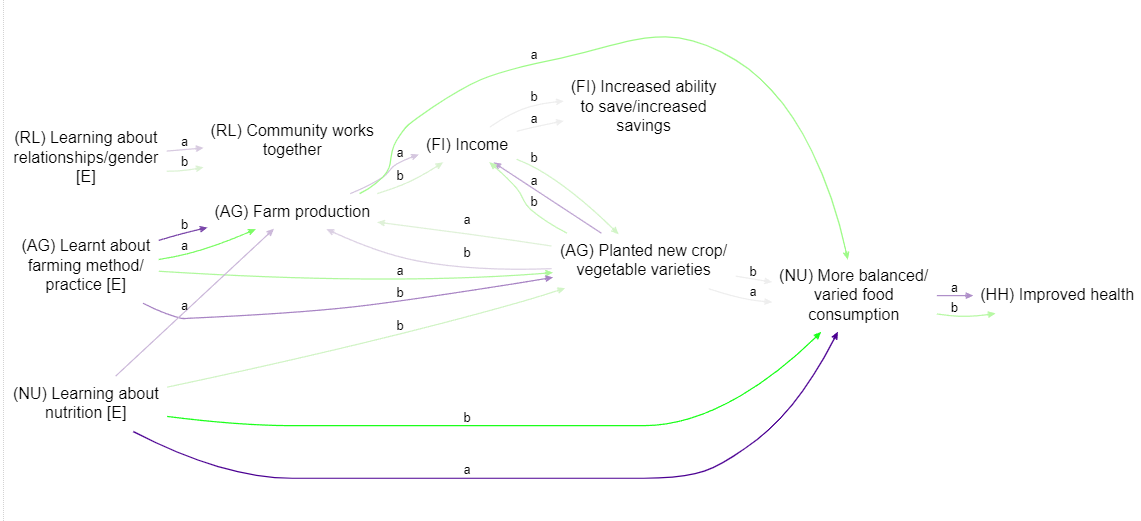 a
(FI) Increased ability
to save/increased
savings
b
a
(RL) Learning about
relationships/gender
[E]
a
b
(RL) Community works
together
(FI) Income
a
b
b
a
b
(AG) Farm production
b
a
(AG) Learnt about
farming method/
practice [E]
a
b
a
b
a
b
(AG) Planted new crop/
vegetable varieties
b
a
(NU) More balanced/
varied food
consumption
a
b
(HH) Improved health
(NU) Learning about
nutrition [E]
b
a